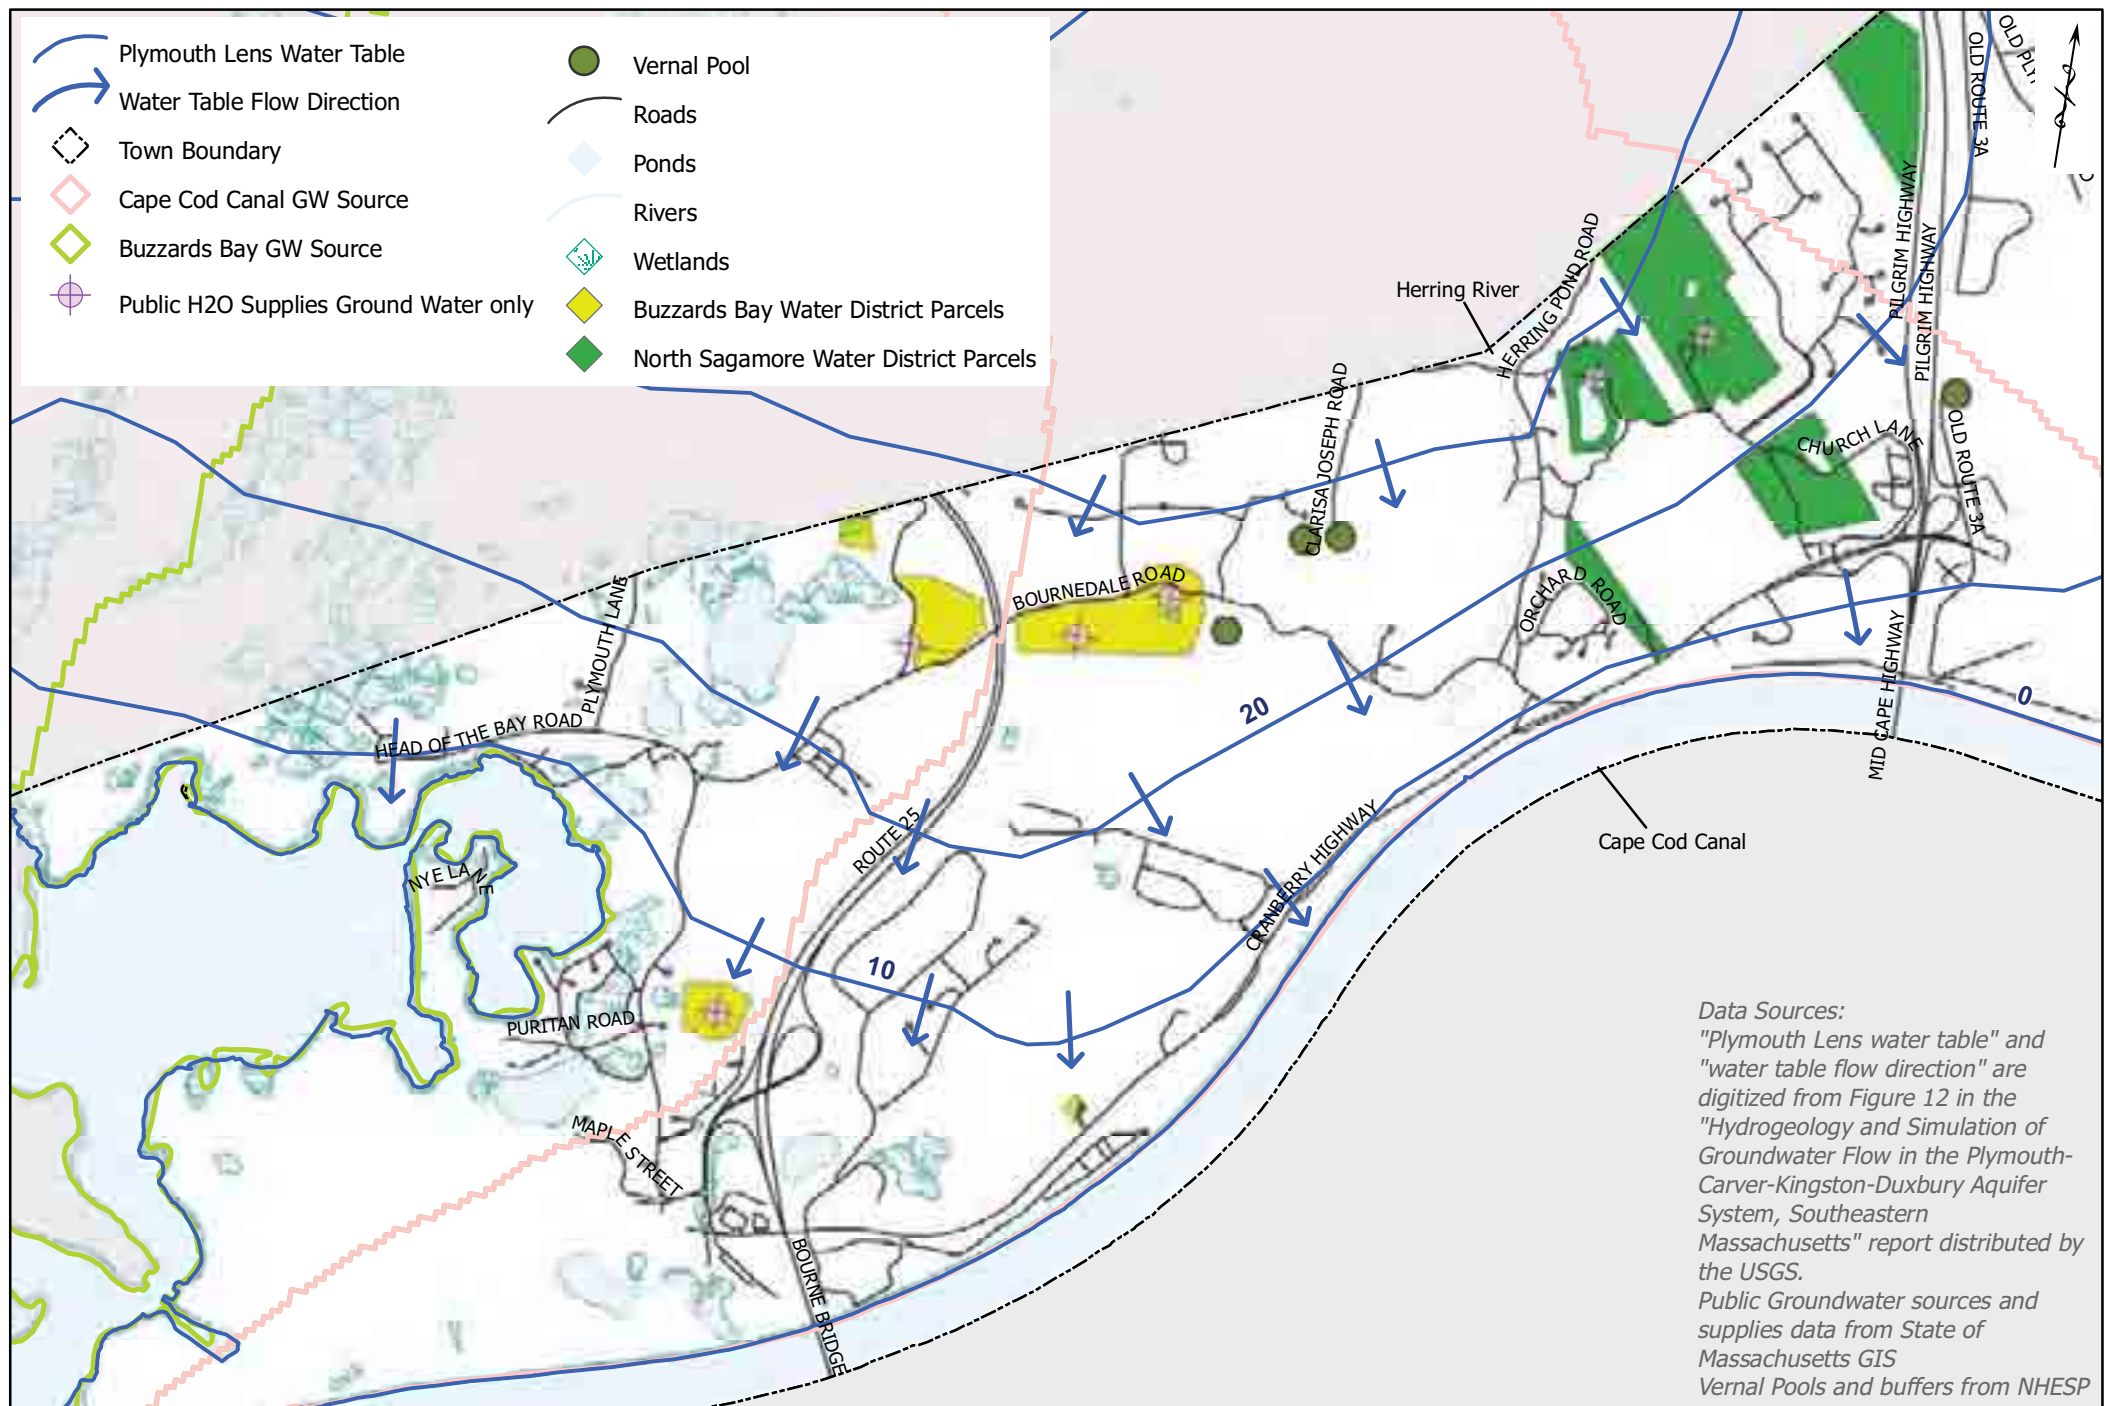 Plymouth Lens Water Table
Water Table Flow Direction
Town Boundary
Cape Cod Canal GW Source
Buzzards Bay GW Source
Public H2O Supplies Ground Water only
Vernal Pool
Roads
Ponds
Rivers
Wetlands
Buzzards Bay Water District Parcels
North Sagamore Water District Parcels
OLD ROUTE 3A
PILGRIM HIGHWAY
PILGRIM HIGHWAY
HERRING POND ROAD
Herring River
CLARISA JOSEPH ROAD
CHURCH LANE
OLD ROUTE 3A
BOURNEDALE ROAD
ORCHARD ROAD
PLYMOUTH LANE
HEAD OF THE BAY ROAD
MID CAPE HIGHWAY
20
0
ROUTE 25
CRANBERRY HIGHWAY
Cape Cod Canal
NYE LANE
10
PURITAN ROAD
MAPLE STREET
BOURNE BRIDGE
Data Sources:
"Plymouth Lens water table" and
"water table flow direction" are
digitized from Figure 12 in the
"Hydrogeology and Simulation of
Groundwater Flow in the Plymouth-
Carver-Kingston-Duxbury Aquifer
System, Southeastern
Massachusetts" report distributed by
the USGS.
Public Groundwater sources and
supplies data from State of
Massachusetts GIS
Vernal Pools and buffers from NHESP